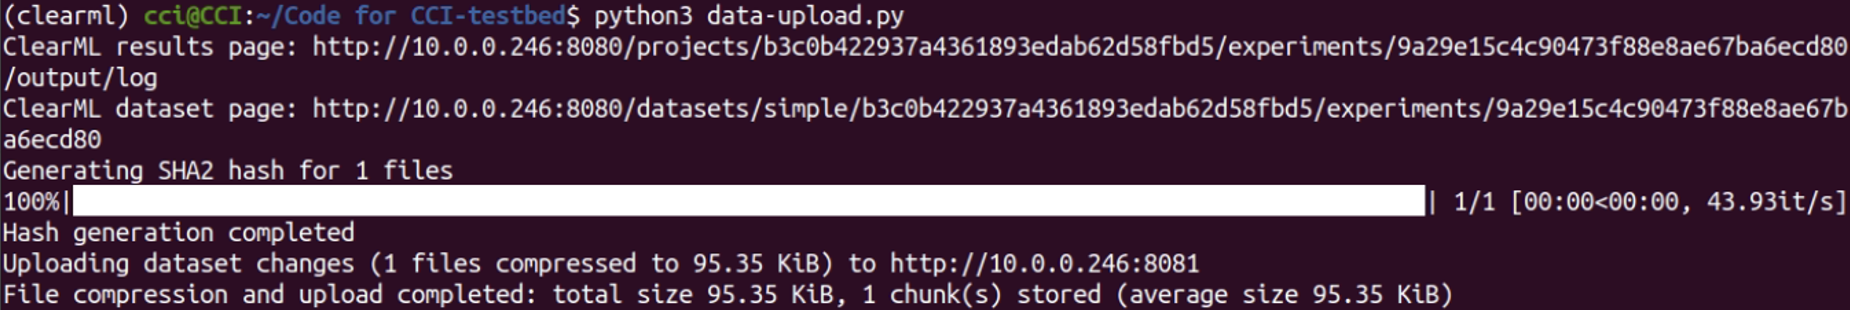 (clearml) cci@CCI:~/Code for CCI-testbed$ python3 data-upload.py
ClearML results page: http://10.0.0.246:8080/projects/b3c0b422937a4361893edab62d58fbd5/experiments/9a29e15c4c90473f88e8ae67ba6ecd80
/output/log
ClearML dataset page: http://10.0.0.246:8080/datasets/simple/b3c0b422937a4361893edab62d58fbd5/experiments/9a29e15c4c90473f88e8ae67b
a6ecd80
Generating SHA2 hash for 1 files
100%|| 1/1 [00:00<00:00, 43.93it/s]
Hash generation completed
Uploading dataset changes (1 files compressed to 95.35 KiB) to http://10.0.0.246:8081
File compression and upload completed: total size 95.35 KiB, 1 chunk(s) stored (average size 95.35 KiB)